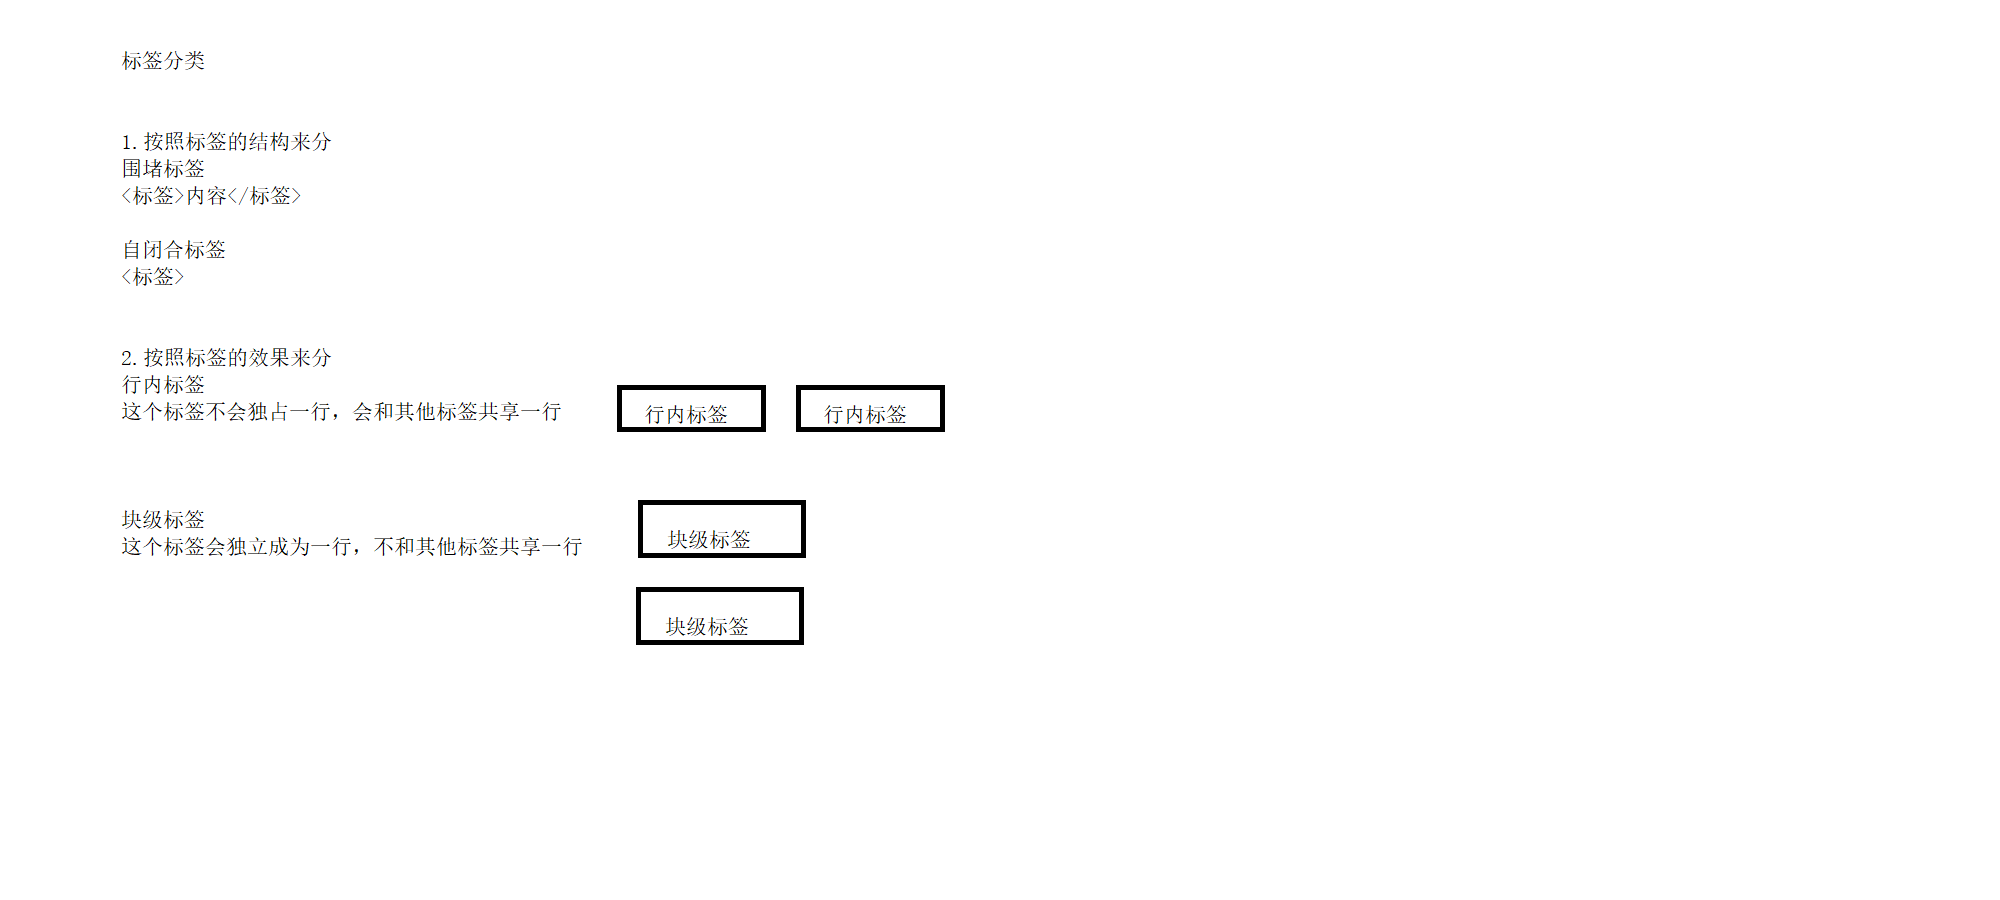 标签分类
1.按照标签的结构来分
围堵标签
<标签>内容</标签>
自闭合标签
<标签>
2.按照标签的效果来分
行内标签
这个标签不会独占一行，会和其他标签共享一行
行内标签 行内标签
块级标签
这个标签会独立成为一行，不和其他标签共享一行
块级标签
块级标签